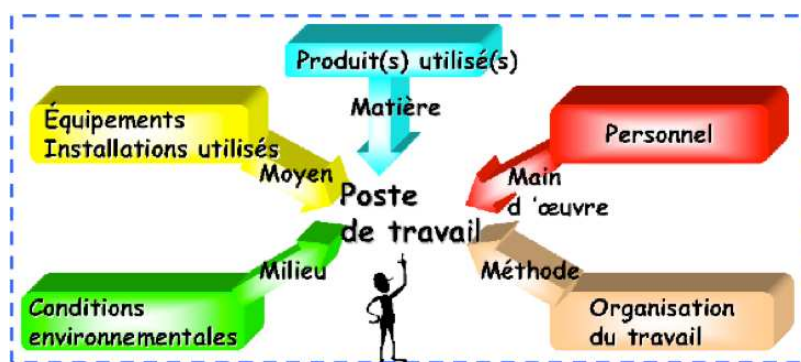 Produit(s) utilisé(s)
Matière
Équipements
Installations utilisés
Moyen
Personnel
Main
d 'œuvre
Poste
de travail
Milieu
Méthode
Conditions
environnementales
Organisation
du travail